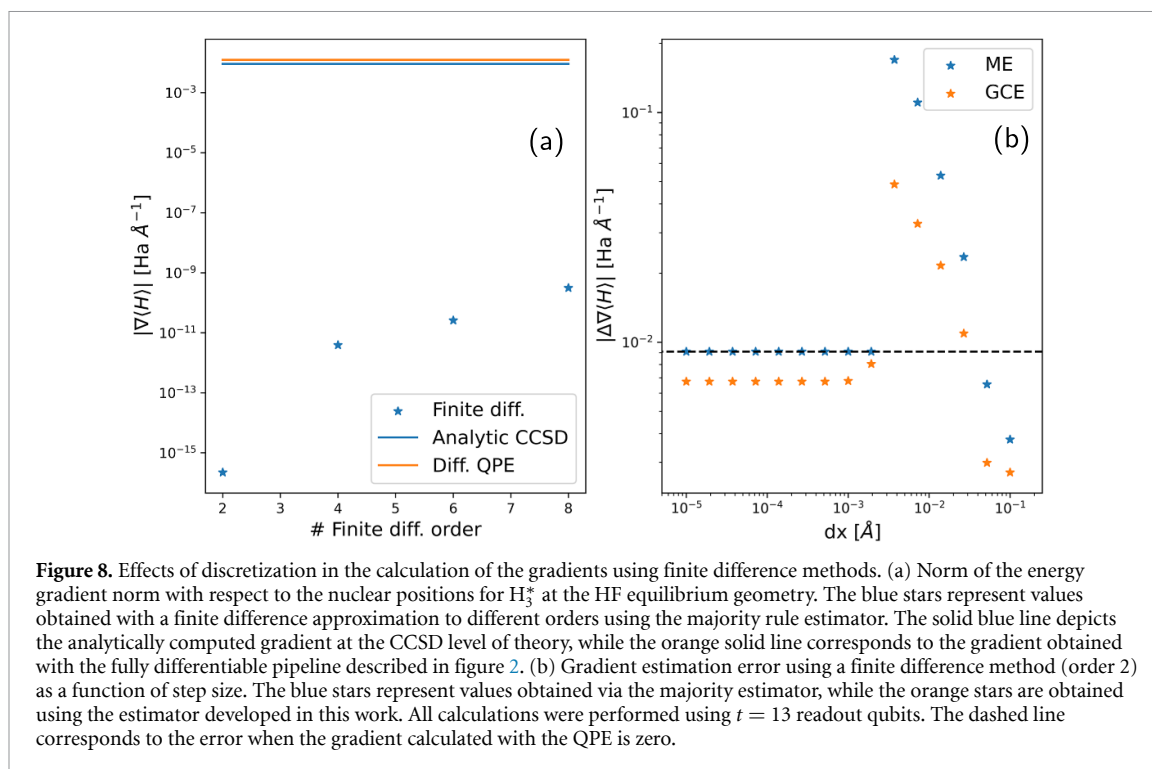 10⁻³
10⁻⁵
10⁻⁷
10⁻⁹
10⁻¹¹
10⁻¹³
10⁻¹⁵
|∇⟨H⟩| [Ha Å⁻¹]
(a)
Finite diff.
Analytic CCSD
Diff. QPE
2 3 4 5 6 7 8
# Finite diff. order
ME
GCE
(b)
10⁻¹
10⁻²
|Δ∇⟨H⟩| [Ha Å⁻¹]
10⁻⁵ 10⁻⁴ 10⁻³ 10⁻² 10⁻¹
dx [Å]
Figure 8. Effects of discretization in the calculation of the gradients using finite difference methods. (a) Norm of the energy
gradient norm with respect to the nuclear positions for H₃* at the HF equilibrium geometry. The blue stars represent values
obtained with a finite difference approximation to different orders using the majority rule estimator. The solid blue line depicts
the analytically computed gradient at the CCSD level of theory, while the orange solid line corresponds to the gradient obtained
with the fully differentiable pipeline described in figure 2. (b) Gradient estimation error using a finite difference method (order 2)
as a function of step size. The blue stars represent values obtained via the majority estimator, while the orange stars are obtained
using the estimator developed in this work. All calculations were performed using t = 13 readout qubits. The dashed line
corresponds to the error when the gradient calculated with the QPE is zero.